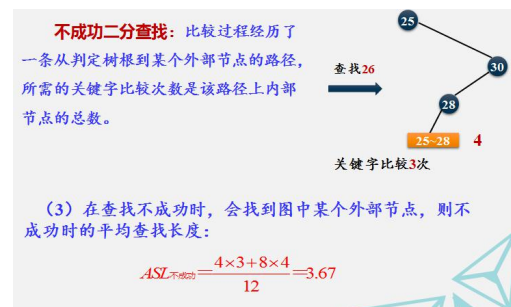 不成功二分查找：比较过程经历了
一条从判定树根到某个外部节点的路径，
所需的关键字比较次数是该路径上内部
节点的总数。
查找26
25
30
28
25~28
4
关键字比较3次
（3）在查找不成功时，会找到图中某个外部节点，则不
成功时的平均查找长度：
ASL不成功=4×3+8×4/12=3.67